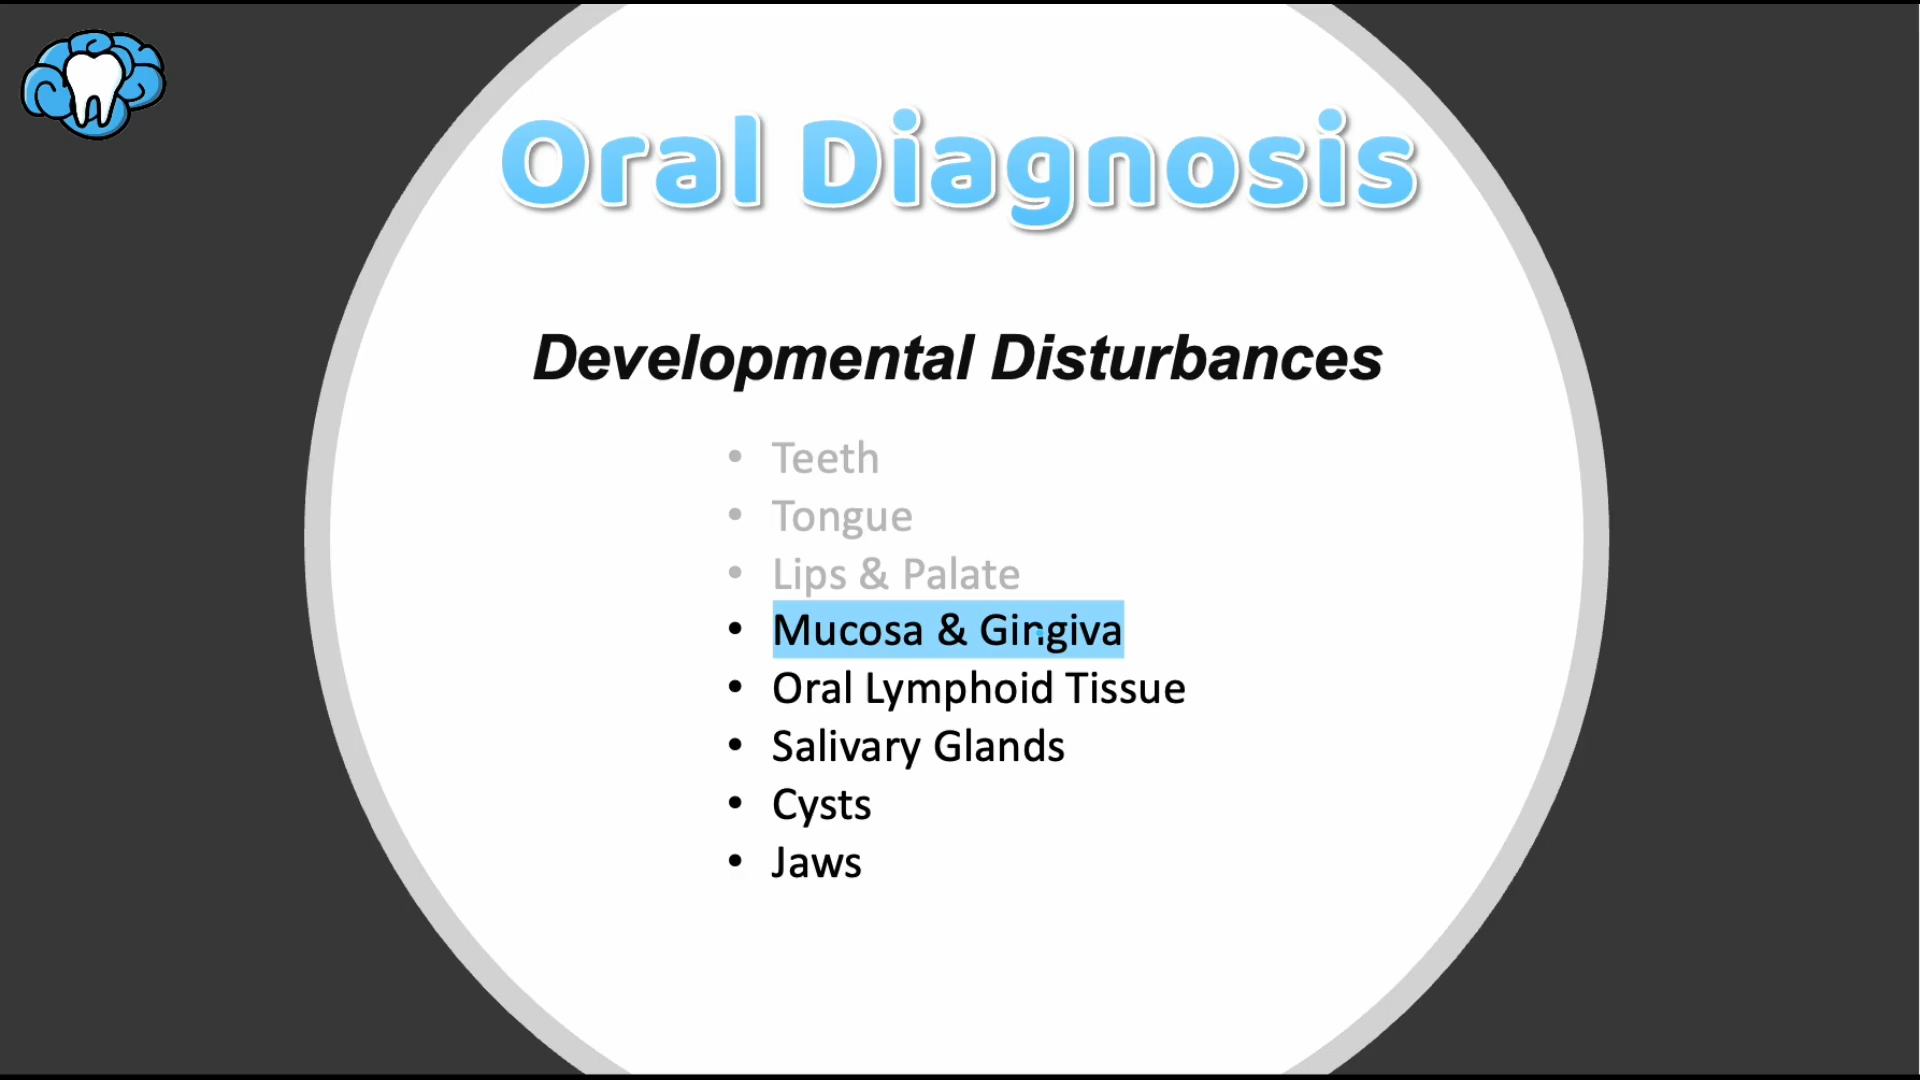 Oral Diagnosis
Developmental Disturbances
• Teeth
• Tongue
• Lips & Palate
• Mucosa & Gingiva
• Oral Lymphoid Tissue
• Salivary Glands
• Cysts
• Jaws